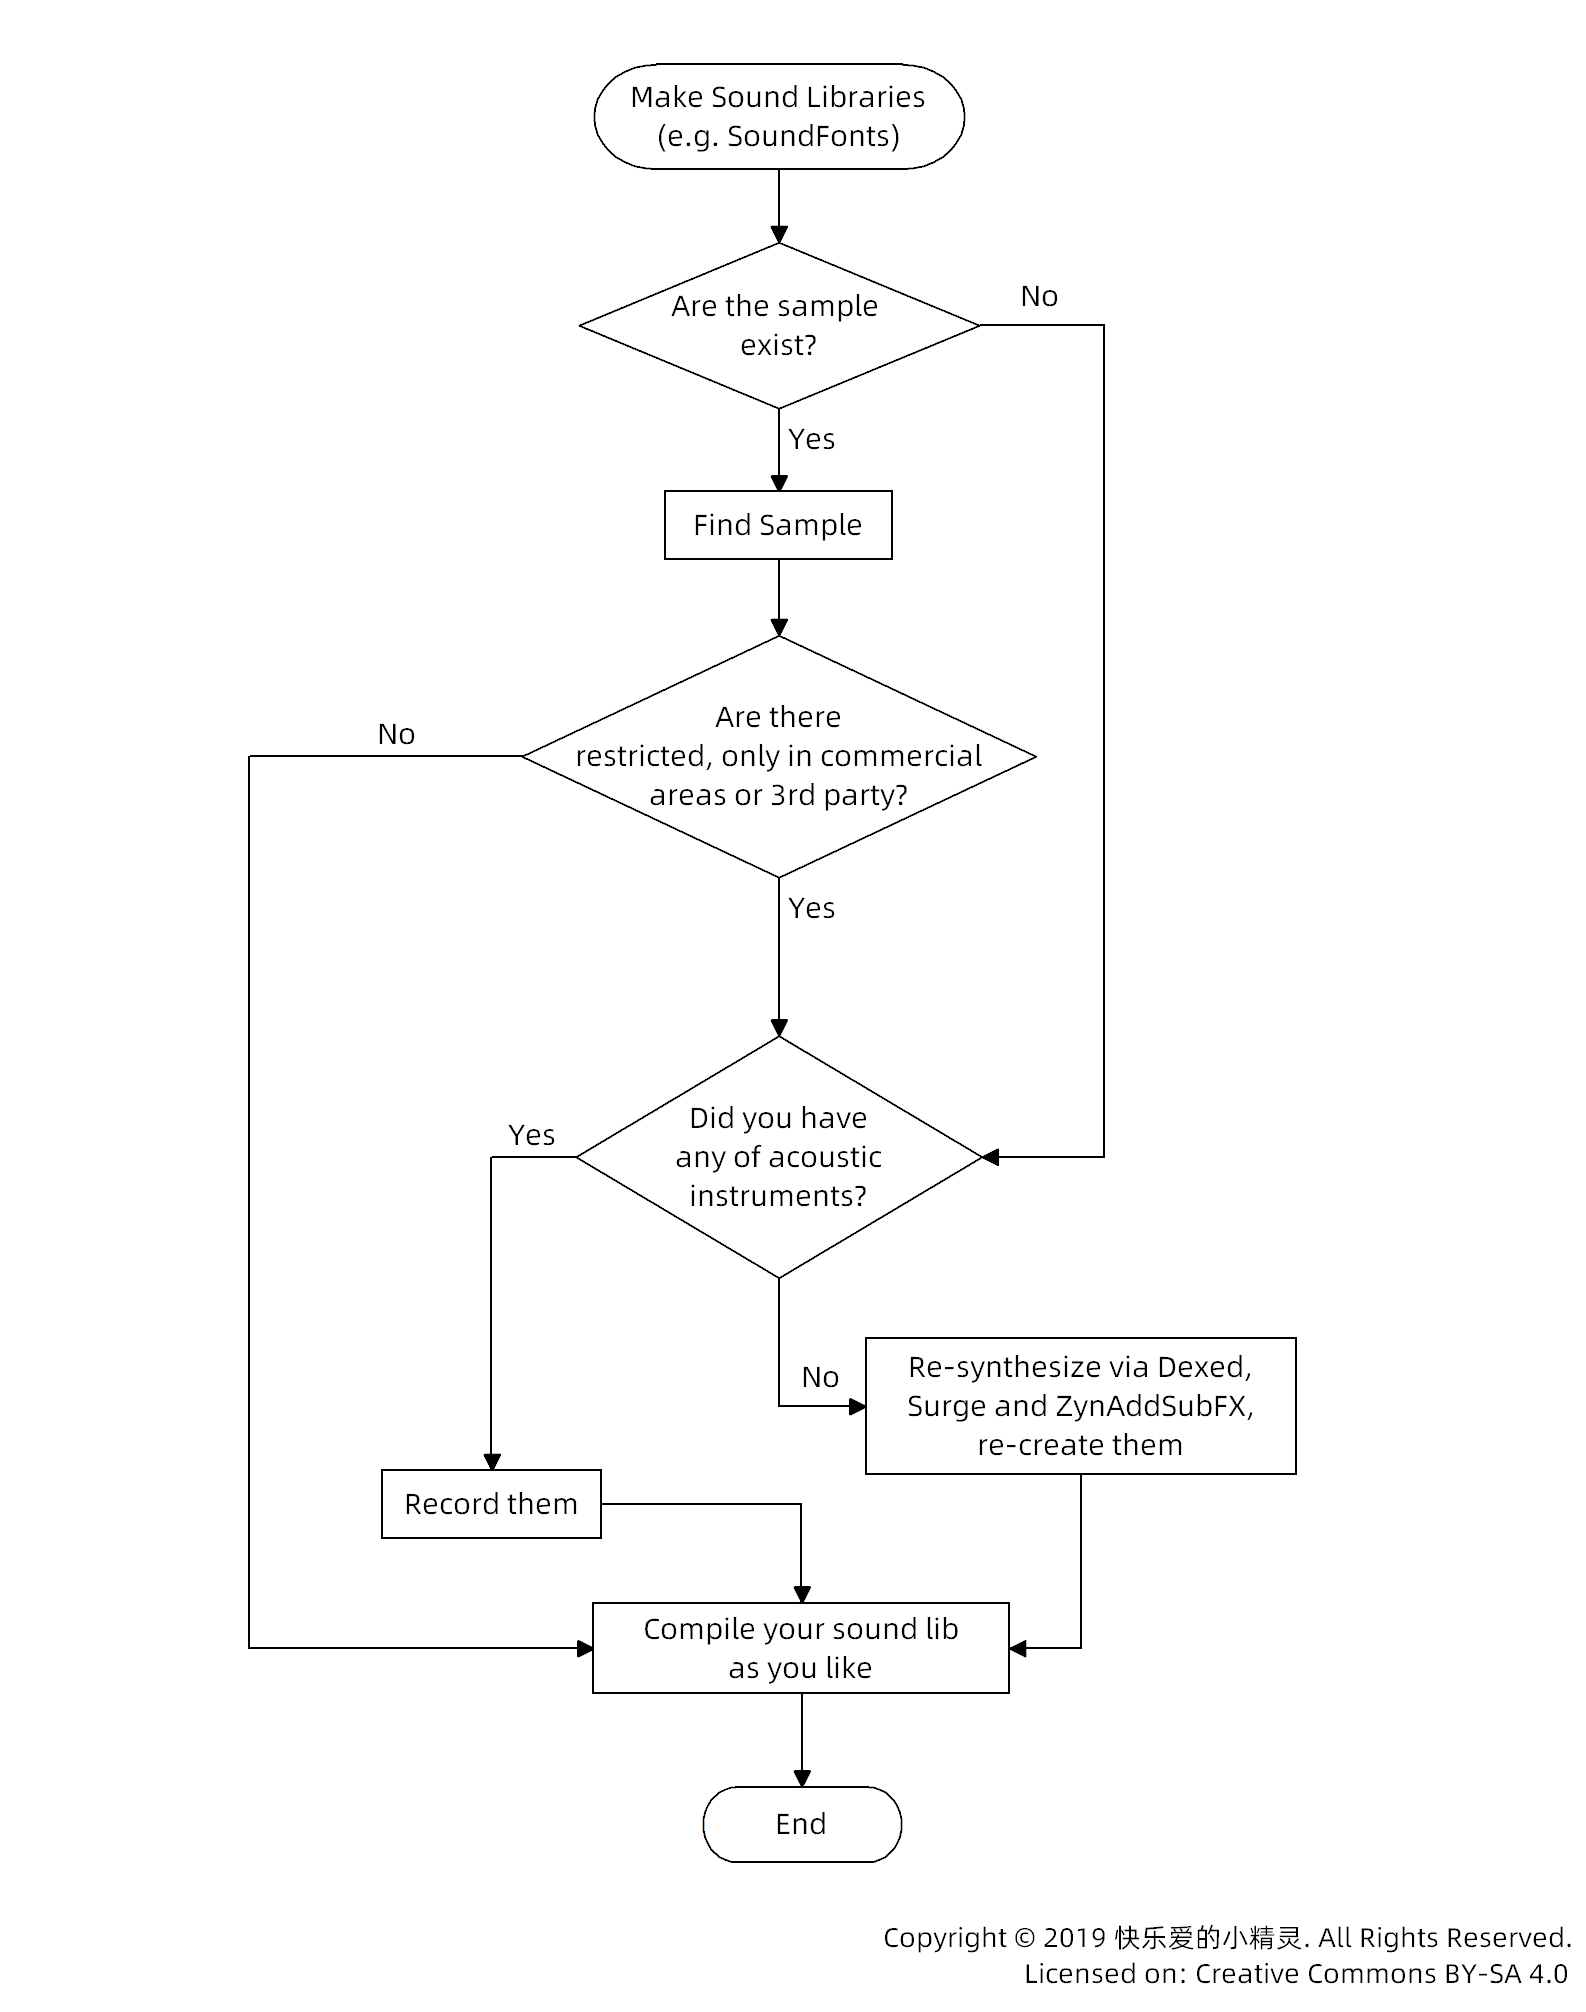 Make Sound Libraries
(e.g. SoundFonts)
Are the sample
exist?
No
Yes
Find Sample
Are there
restricted, only in commercial
areas or 3rd party?
No
Yes
Did you have
any of acoustic
instruments?
Yes
No
Re-synthesize via Dexed,
Surge and ZynAddSubFX,
re-create them
Record them
Compile your sound lib
as you like
End
Copyright © 2019 快乐爱的小精灵. All Rights Reserved.
Licensed on: Creative Commons BY-SA 4.0